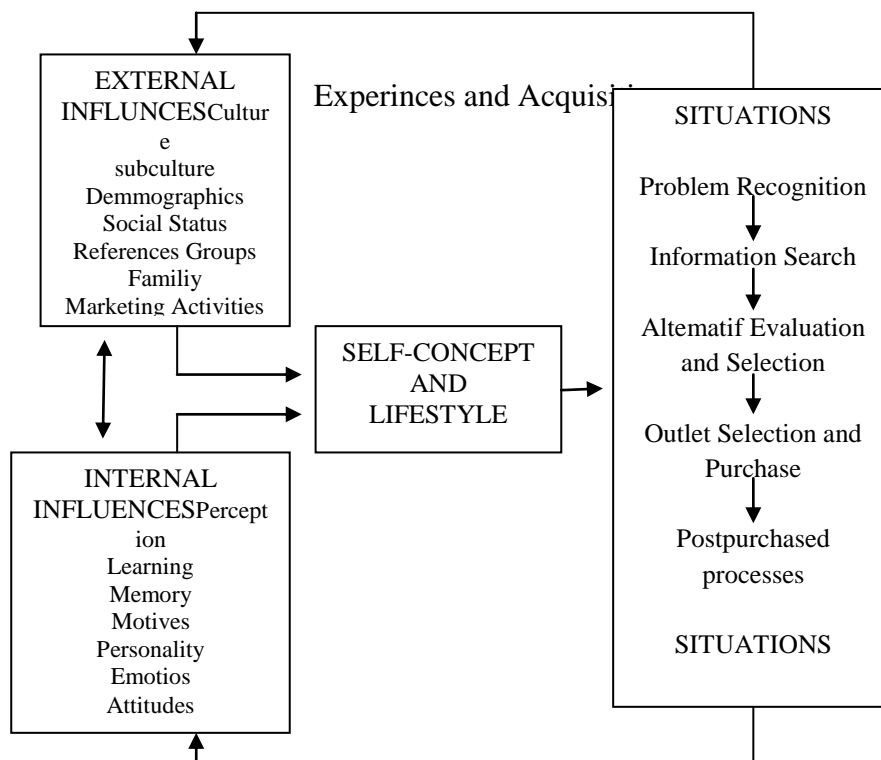 EXTERNAL
INFLUNCESCultur
e
subculture
Demmographics
Social Status
References Groups
Familiy
Marketing Activities
Experinces and
SELF-CONCEPT
AND
LIFESTYLE
INTERNAL
INFLUENCESPercept
ion
Learning
Memory
Motives
Personality
Emotios
Attitudes
SITUATIONS
Problem Recognition
Information Search
Altematif Evaluation
and Selection
Outlet Selection and
Purchase
Postpurchased
processes
SITUATIONS